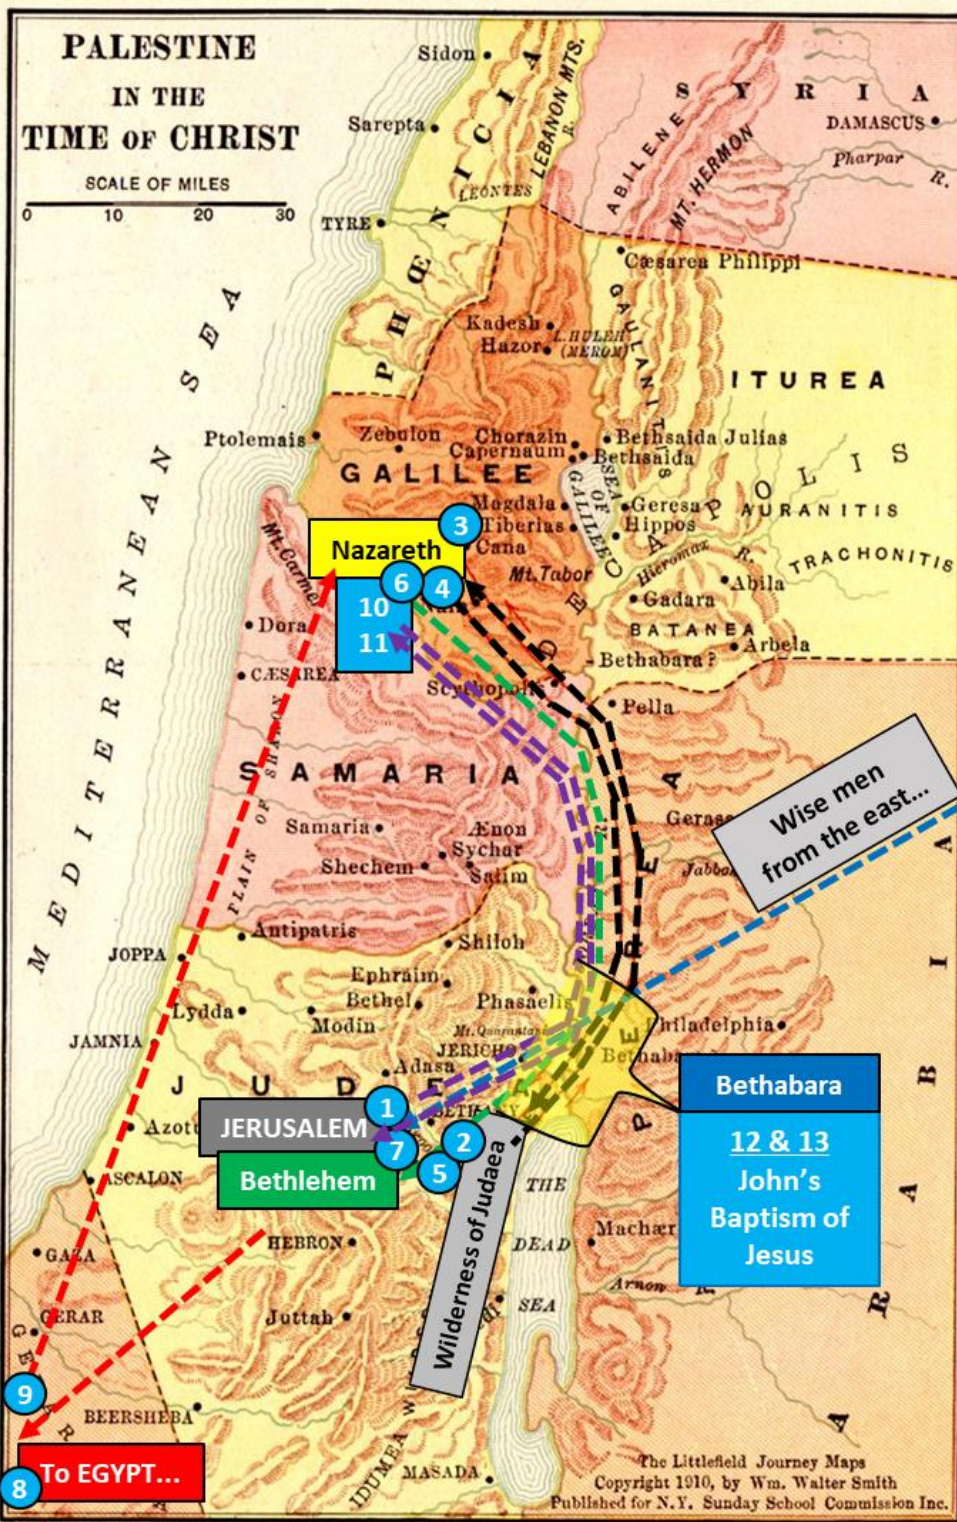 PALESTINE
IN THE
TIME OF CHRIST
SCALE OF MILES
0 10 20 30
Sidon
Sarepta
TYRE
PHŒNICIA
LEONTES R.
LEBANON MTS.
SYRIA
ABILENE
MT. HERMON
DAMASCUS
Pharpar R.
Cæsarea Philippi
GAULANITIS
Kadesh
Hazor
L. HULEH
(MEROM)
ITUREA
Ptolemais
Zebulon
Chorazin
Capernaum
Bethsaida Julias
Bethsaida
GALILEE
SEA OF GALILEE
DECAPOLIS
Magdala
Geresa
AURANITIS
Tiberias
Hippos
Mt. Carmel
3
Nazareth
Cana
TRACHONITIS
Mt. Tabor
Hieromax R.
Abila
6
4
Gadara
10
11
BATANEA
Arbela
Dora
Bethabara?
CÆSAREA
Scythopolis
Pella
MEDITERRANEAN SEA
PLAIN OF SHARON
SAMARIA
Wise men
from the east...
Samaria
Ænon
Sychar
Shechem
Salim
Gerasa
Jabbok
PEREA
Antipatris
JOPPA
Shiloh
Ephraim
Bethel
Phasaelis
Lydda
Modin
Philadelphia
JAMNIA
Mt. Quarantania
JERICHO
Adasa
JUDEA
ARABIA
1
JERUSALEM
BETHANY
7
2
5
Bethlehem
Bethabara
12 & 13
John's
Baptism of
Jesus
ASCALON
Wilderness of Judaea
THE
DEAD
SEA
HEBRON
GAZA
Arnon R.
GERAR
Juttah
9
BEERSHEBA
To EGYPT...
8
IDUMEA
MASADA
The Littlefield Journey Maps
Copyright 1910, by Wm. Walter Smith
Published for N.Y. Sunday School Commission Inc.